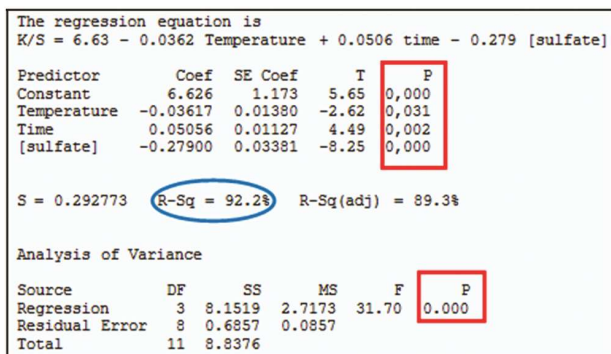 The regression equation is
K/S = 6.63 - 0.0362 Temperature + 0.0506 time - 0.279 [sulfate]
Predictor Coef SE Coef T P
Constant 6.626 1.173 5.65 0,000
Temperature -0.03617 0.01380 -2.62 0,031
Time 0.05056 0.01127 4.49 0,002
[sulfate] -0.27900 0.03381 -8.25 0,000
S = 0.292773 R-Sq = 92.2% R-Sq(adj) = 89.3%
Analysis of Variance
Source DF SS MS F P
Regression 3 8.1519 2.7173 31.70 0.000
Residual Error 8 0.6857 0.0857
Total 11 8.8376